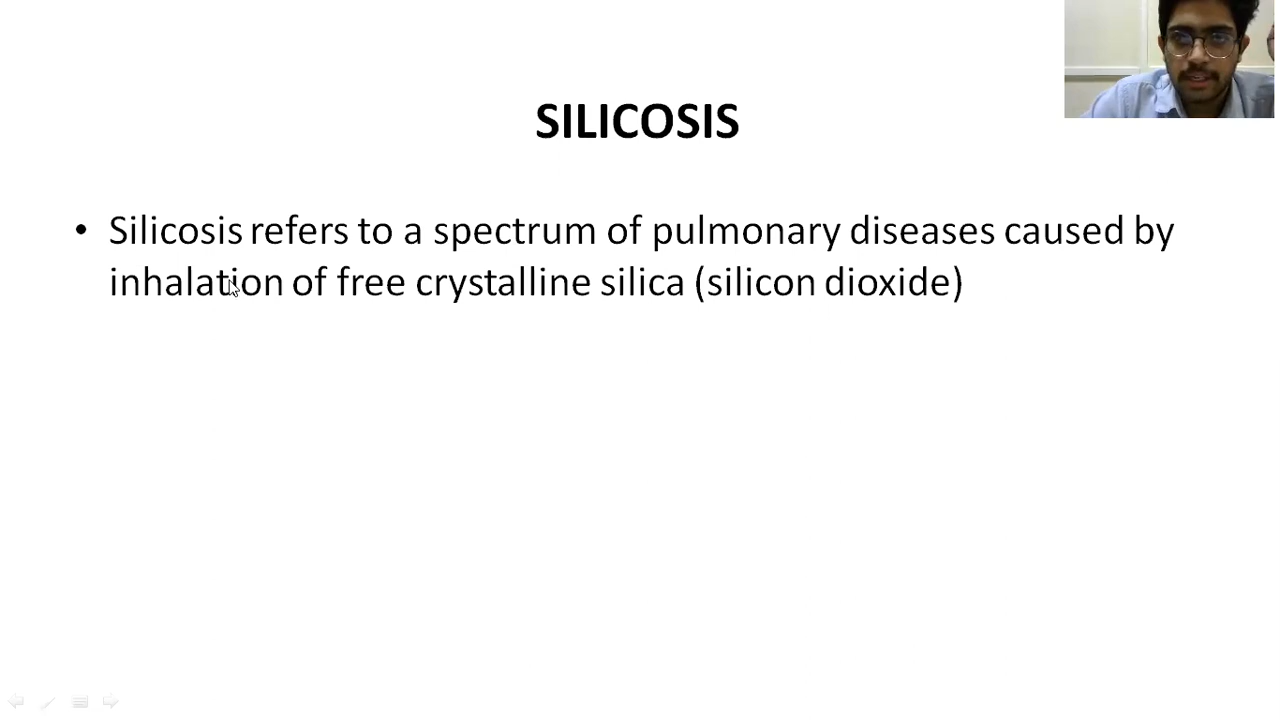 SILICOSIS
• Silicosis refers to a spectrum of pulmonary diseases caused by
inhalation of free crystalline silica (silicon dioxide)